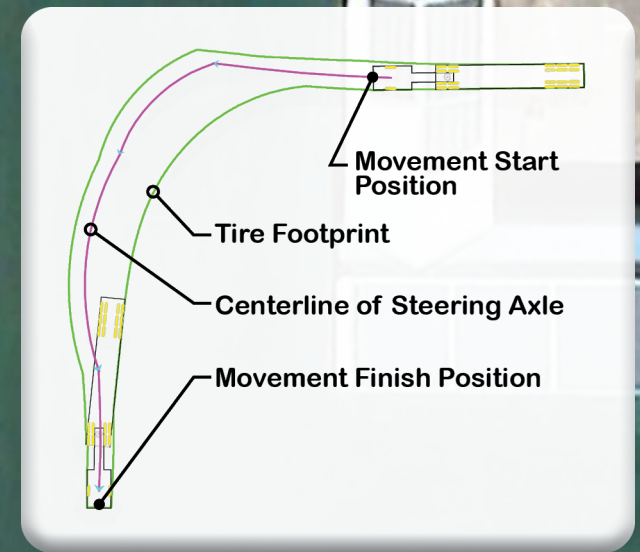 Movement Start
Position
Tire Footprint
Centerline of Steering Axle
Movement Finish Position